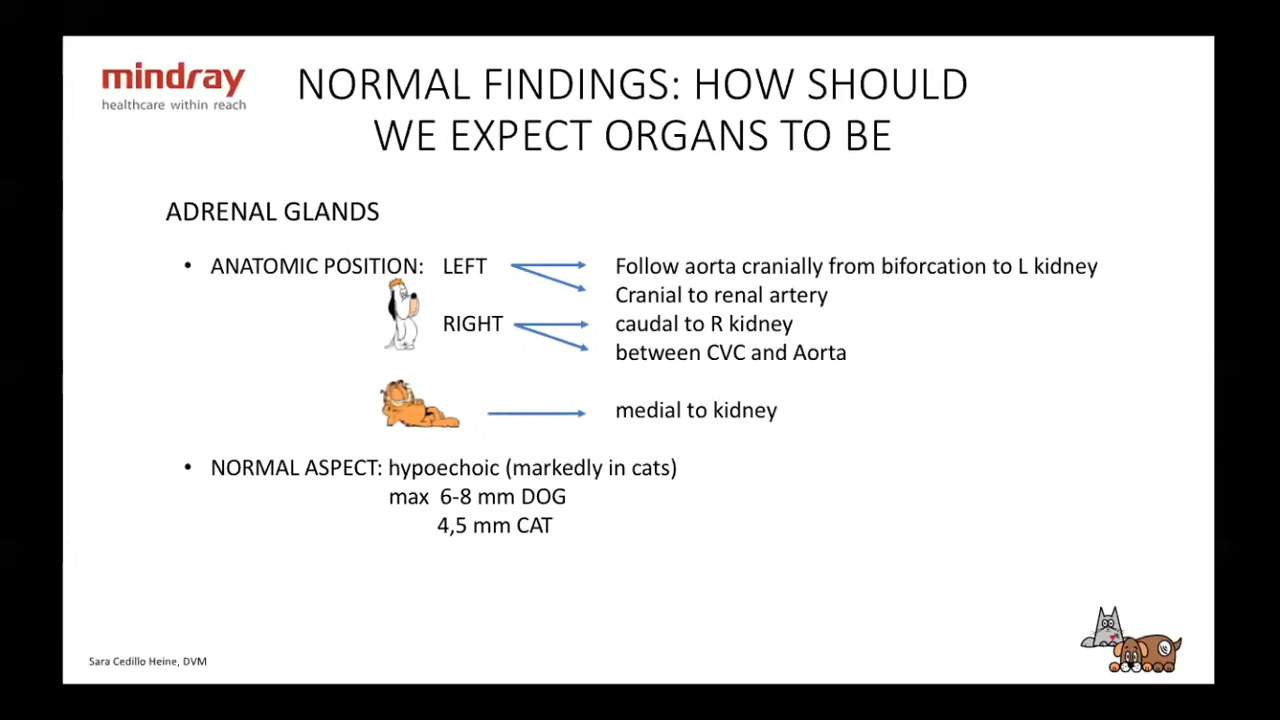 mindray
healthcare within reach
NORMAL FINDINGS: HOW SHOULD
WE EXPECT ORGANS TO BE
ADRENAL GLANDS
• ANATOMIC POSITION: LEFT Follow aorta cranially from biforcation to L kidney
Cranial to renal artery
RIGHT caudal to R kidney
between CVC and Aorta
medial to kidney
• NORMAL ASPECT: hypoechoic (markedly in cats)
max 6-8 mm DOG
4,5 mm CAT
Sara Cedillo Heine, DVM